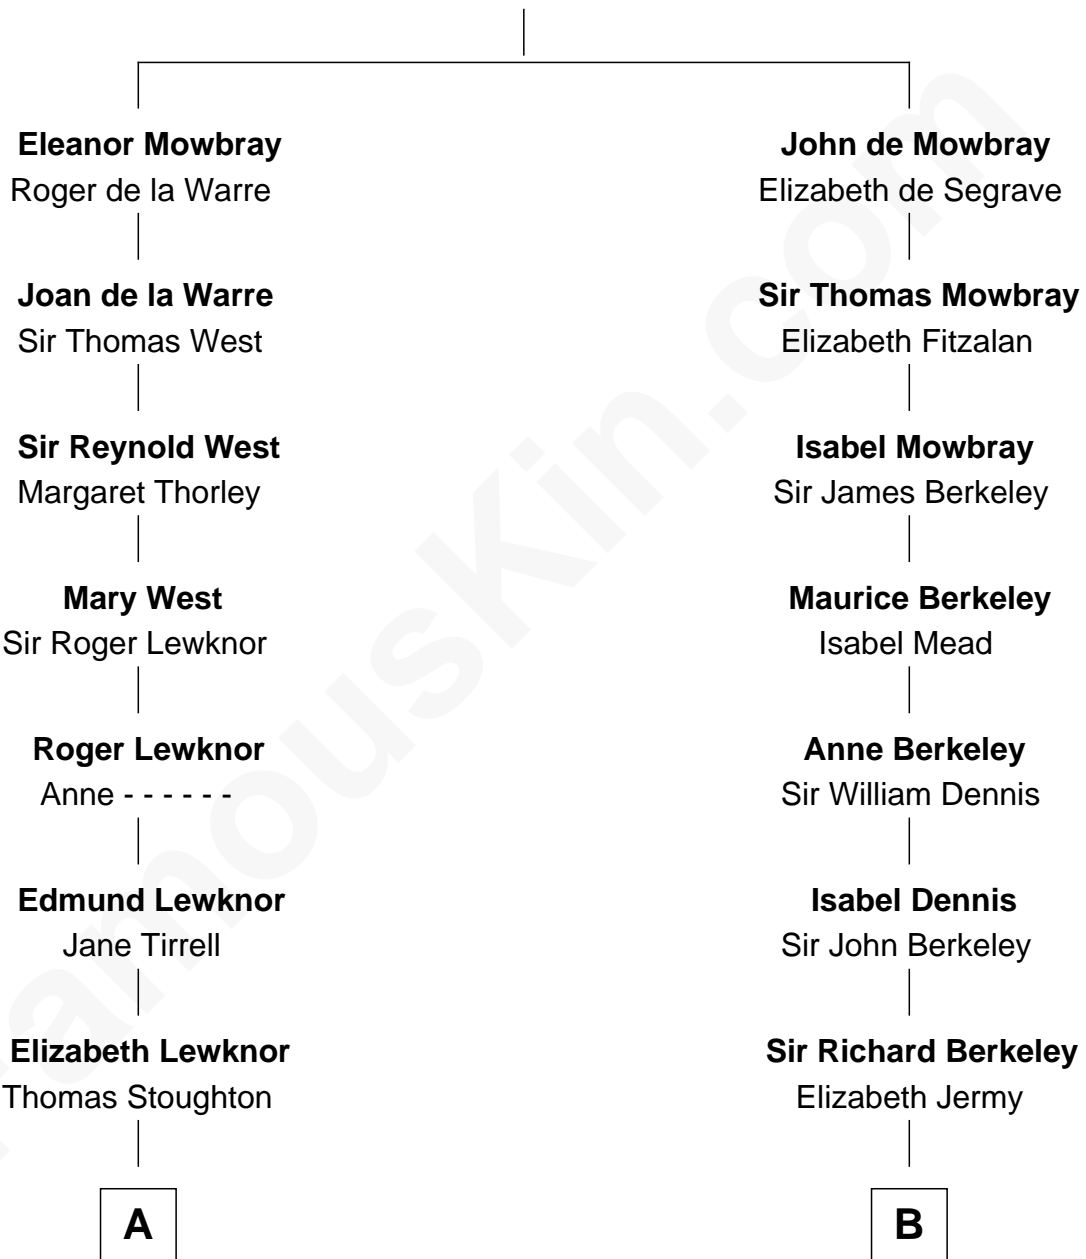 Eleanor Mowbray
Roger de la Warre
Joan de la Warre
Sir Thomas West
Sir Reynold West
Margaret Thorley
Mary West
Sir Roger Lewknor
Roger Lewknor
Anne - - - - - -
Edmund Lewknor
Jane Tirrell
Elizabeth Lewknor
Thomas Stoughton
A
John de Mowbray
Elizabeth de Segrave
Sir Thomas Mowbray
Elizabeth Fitzalan
Isabel Mowbray
Sir James Berkeley
Maurice Berkeley
Isabel Mead
Anne Berkeley
Sir William Dennis
Isabel Dennis
Sir John Berkeley
Sir Richard Berkeley
Elizabeth Jermy
B
FamousKin.com